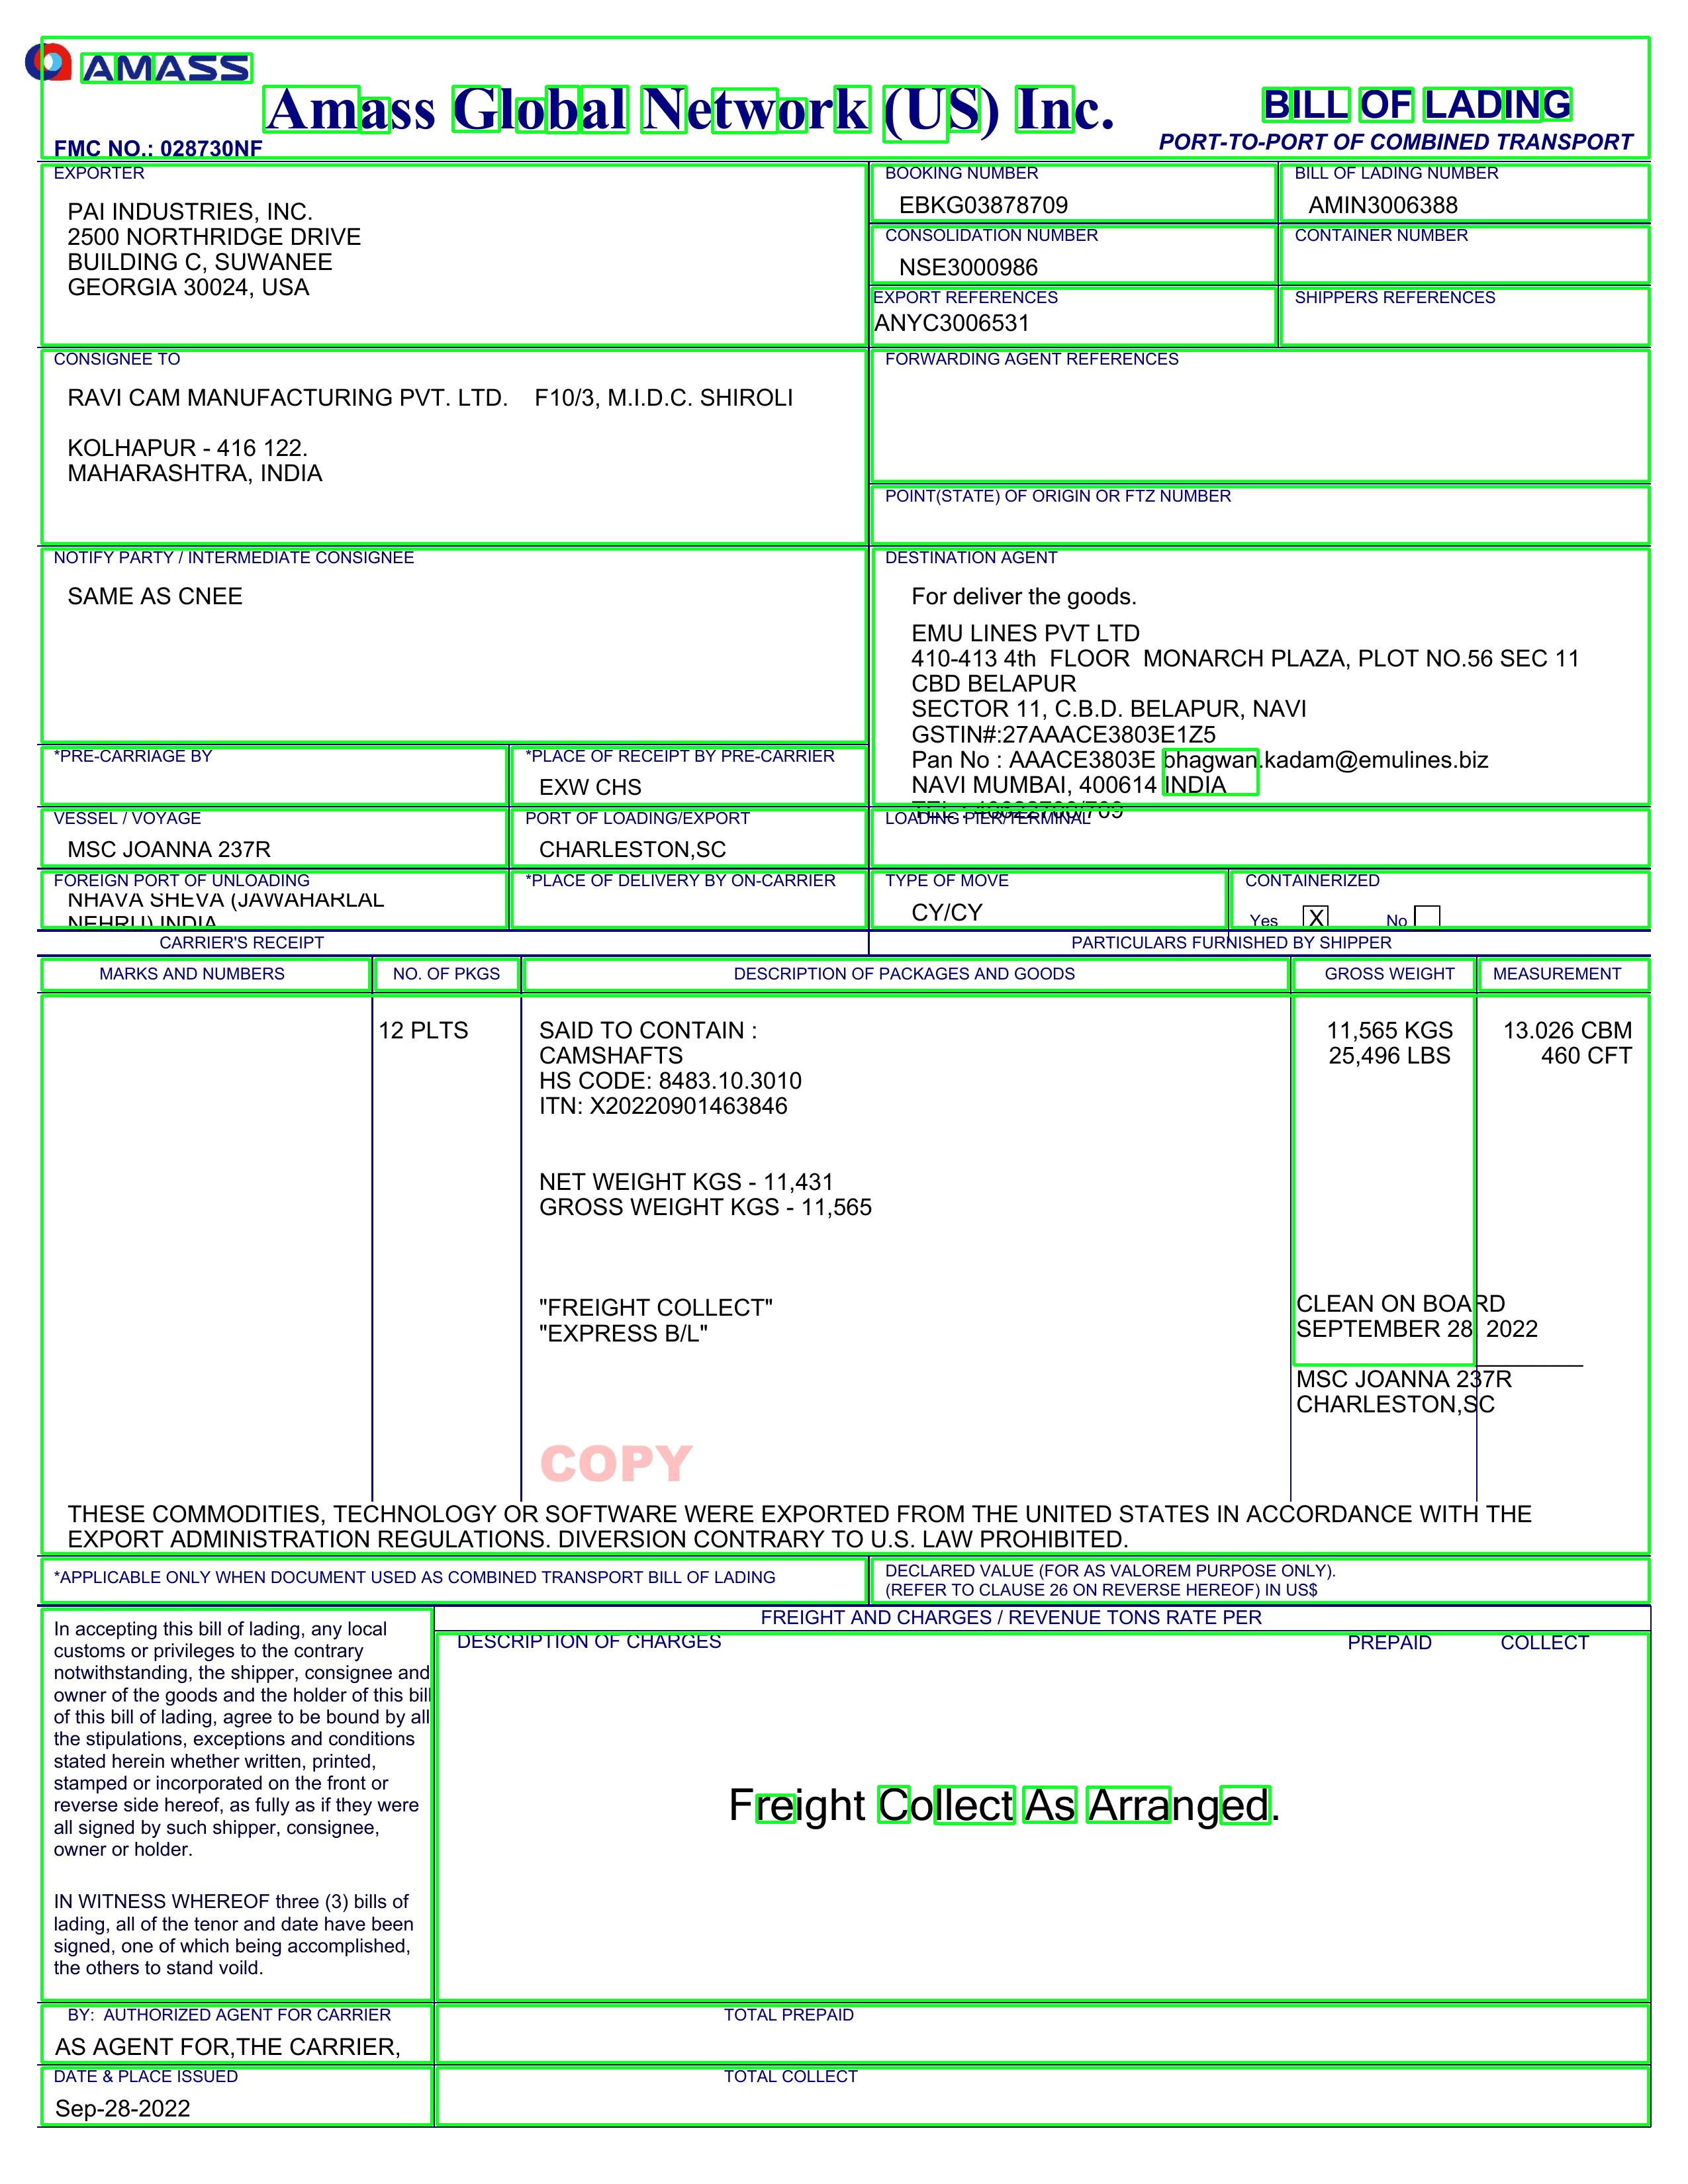 AMASS
Amass Global Network (US) Inc.
BILL OF LADING
FMC NO.: 028730NF
PORT-TO-PORT OF COMBINED TRANSPORT
EXPORTER
PAI INDUSTRIES, INC.
2500 NORTHRIDGE DRIVE
BUILDING C, SUWANEE
GEORGIA 30024, USA
BOOKING NUMBER
EBKG03878709
BILL OF LADING NUMBER
AMIN3006388
CONSOLIDATION NUMBER
NSE3000986
CONTAINER NUMBER
EXPORT REFERENCES
ANYC3006531
SHIPPERS REFERENCES
CONSIGNEE TO
RAVI CAM MANUFACTURING PVT. LTD. F10/3, M.I.D.C. SHIROLI
KOLHAPUR - 416 122.
MAHARASHTRA, INDIA
FORWARDING AGENT REFERENCES
POINT(STATE) OF ORIGIN OR FTZ NUMBER
NOTIFY PARTY / INTERMEDIATE CONSIGNEE
SAME AS CNEE
DESTINATION AGENT
For deliver the goods.
EMU LINES PVT LTD
410-413 4th FLOOR MONARCH PLAZA, PLOT NO.56 SEC 11
CBD BELAPUR
SECTOR 11, C.B.D. BELAPUR, NAVI
GSTIN#:27AAACE3803E1Z5
Pan No : AAACE3803E bhagwan.kadam@emulines.biz
NAVI MUMBAI, 400614 INDIA
*PRE-CARRIAGE BY
*PLACE OF RECEIPT BY PRE-CARRIER
EXW CHS
VESSEL / VOYAGE
MSC JOANNA 237R
PORT OF LOADING/EXPORT
CHARLESTON,SC
LOADING PIER/TERMINAL
FOREIGN PORT OF UNLOADING
NHAVA SHEVA (JAWAHARLAL
NEHRU) INDIA
*PLACE OF DELIVERY BY ON-CARRIER
TYPE OF MOVE
CY/CY
CONTAINERIZED
Yes X No
CARRIER'S RECEIPT
PARTICULARS FURNISHED BY SHIPPER
MARKS AND NUMBERS NO. OF PKGS DESCRIPTION OF PACKAGES AND GOODS GROSS WEIGHT MEASUREMENT
12 PLTS SAID TO CONTAIN : 11,565 KGS 13.026 CBM
CAMSHAFTS 25,496 LBS 460 CFT
HS CODE: 8483.10.3010
ITN: X20220901463846
NET WEIGHT KGS - 11,431
GROSS WEIGHT KGS - 11,565
"FREIGHT COLLECT"
"EXPRESS B/L"
CLEAN ON BOARD
SEPTEMBER 28, 2022
MSC JOANNA 237R
CHARLESTON,SC
COPY
THESE COMMODITIES, TECHNOLOGY OR SOFTWARE WERE EXPORTED FROM THE UNITED STATES IN ACCORDANCE WITH THE
EXPORT ADMINISTRATION REGULATIONS. DIVERSION CONTRARY TO U.S. LAW PROHIBITED.
*APPLICABLE ONLY WHEN DOCUMENT USED AS COMBINED TRANSPORT BILL OF LADING
DECLARED VALUE (FOR AS VALOREM PURPOSE ONLY).
(REFER TO CLAUSE 26 ON REVERSE HEREOF) IN US$
In accepting this bill of lading, any local
customs or privileges to the contrary
notwithstanding, the shipper, consignee and
owner of the goods and the holder of this bill
of this bill of lading, agree to be bound by all
the stipulations, exceptions and conditions
stated herein whether written, printed,
stamped or incorporated on the front or
reverse side hereof, as fully as if they were
all signed by such shipper, consignee,
owner or holder.
IN WITNESS WHEREOF three (3) bills of
lading, all of the tenor and date have been
signed, one of which being accomplished,
the others to stand voild.
FREIGHT AND CHARGES / REVENUE TONS RATE PER
DESCRIPTION OF CHARGES PREPAID COLLECT
Freight Collect As Arranged.
BY: AUTHORIZED AGENT FOR CARRIER
AS AGENT FOR,THE CARRIER,
TOTAL PREPAID
DATE & PLACE ISSUED
Sep-28-2022
TOTAL COLLECT